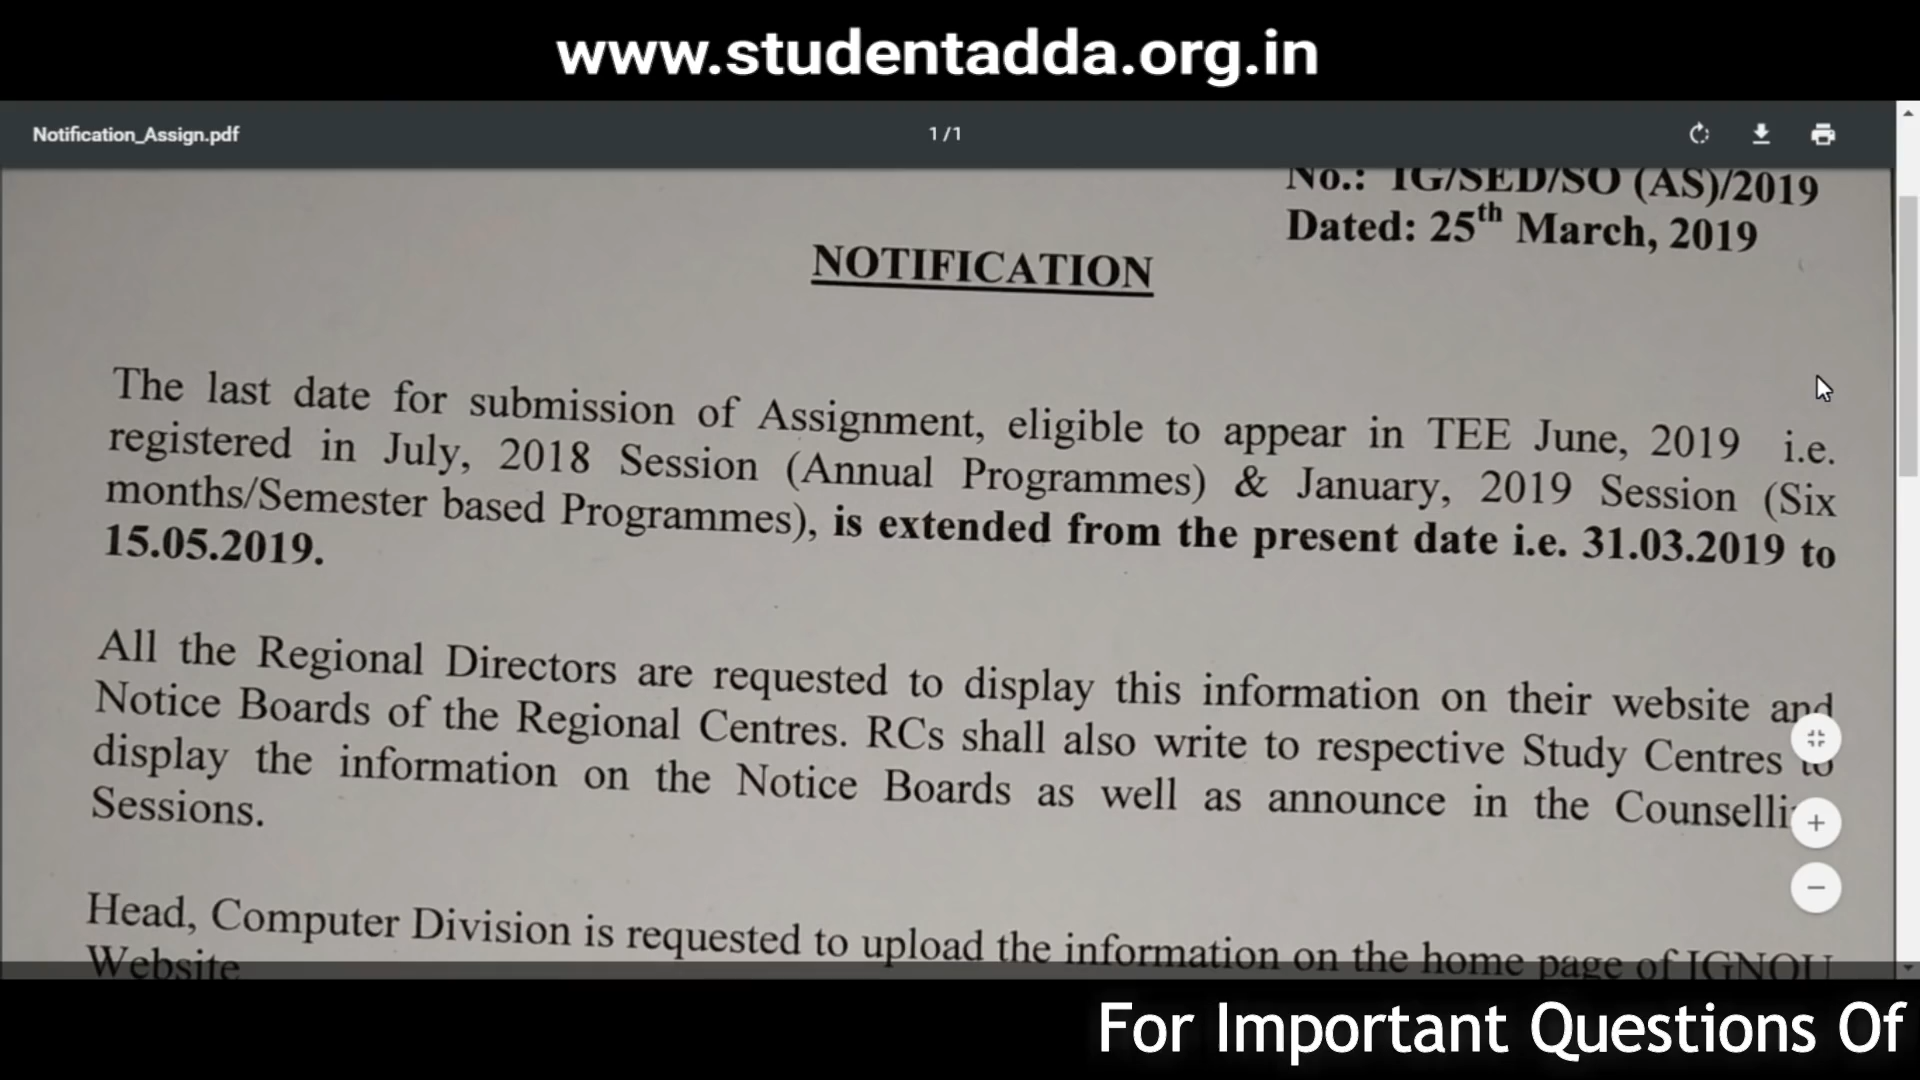 www.studentadda.org.in
Notification_Assign.pdf
1 / 1
No.: IG/SED/SO (AS)/2019
Dated: 25th March, 2019
NOTIFICATION
The last date for submission of Assignment, eligible to appear in TEE June, 2019 i.e.
registered in July, 2018 Session (Annual Programmes) & January, 2019 Session (Six
months/Semester based Programmes), is extended from the present date i.e. 31.03.2019 to
15.05.2019.
All the Regional Directors are requested to display this information on their website and
Notice Boards of the Regional Centres. RCs shall also write to respective Study Centres to
display the information on the Notice Boards as well as announce in the
Sessions.
Head, Computer Division is requested to upload the information on the home page of IGNOU
Website
For Important Questions Of